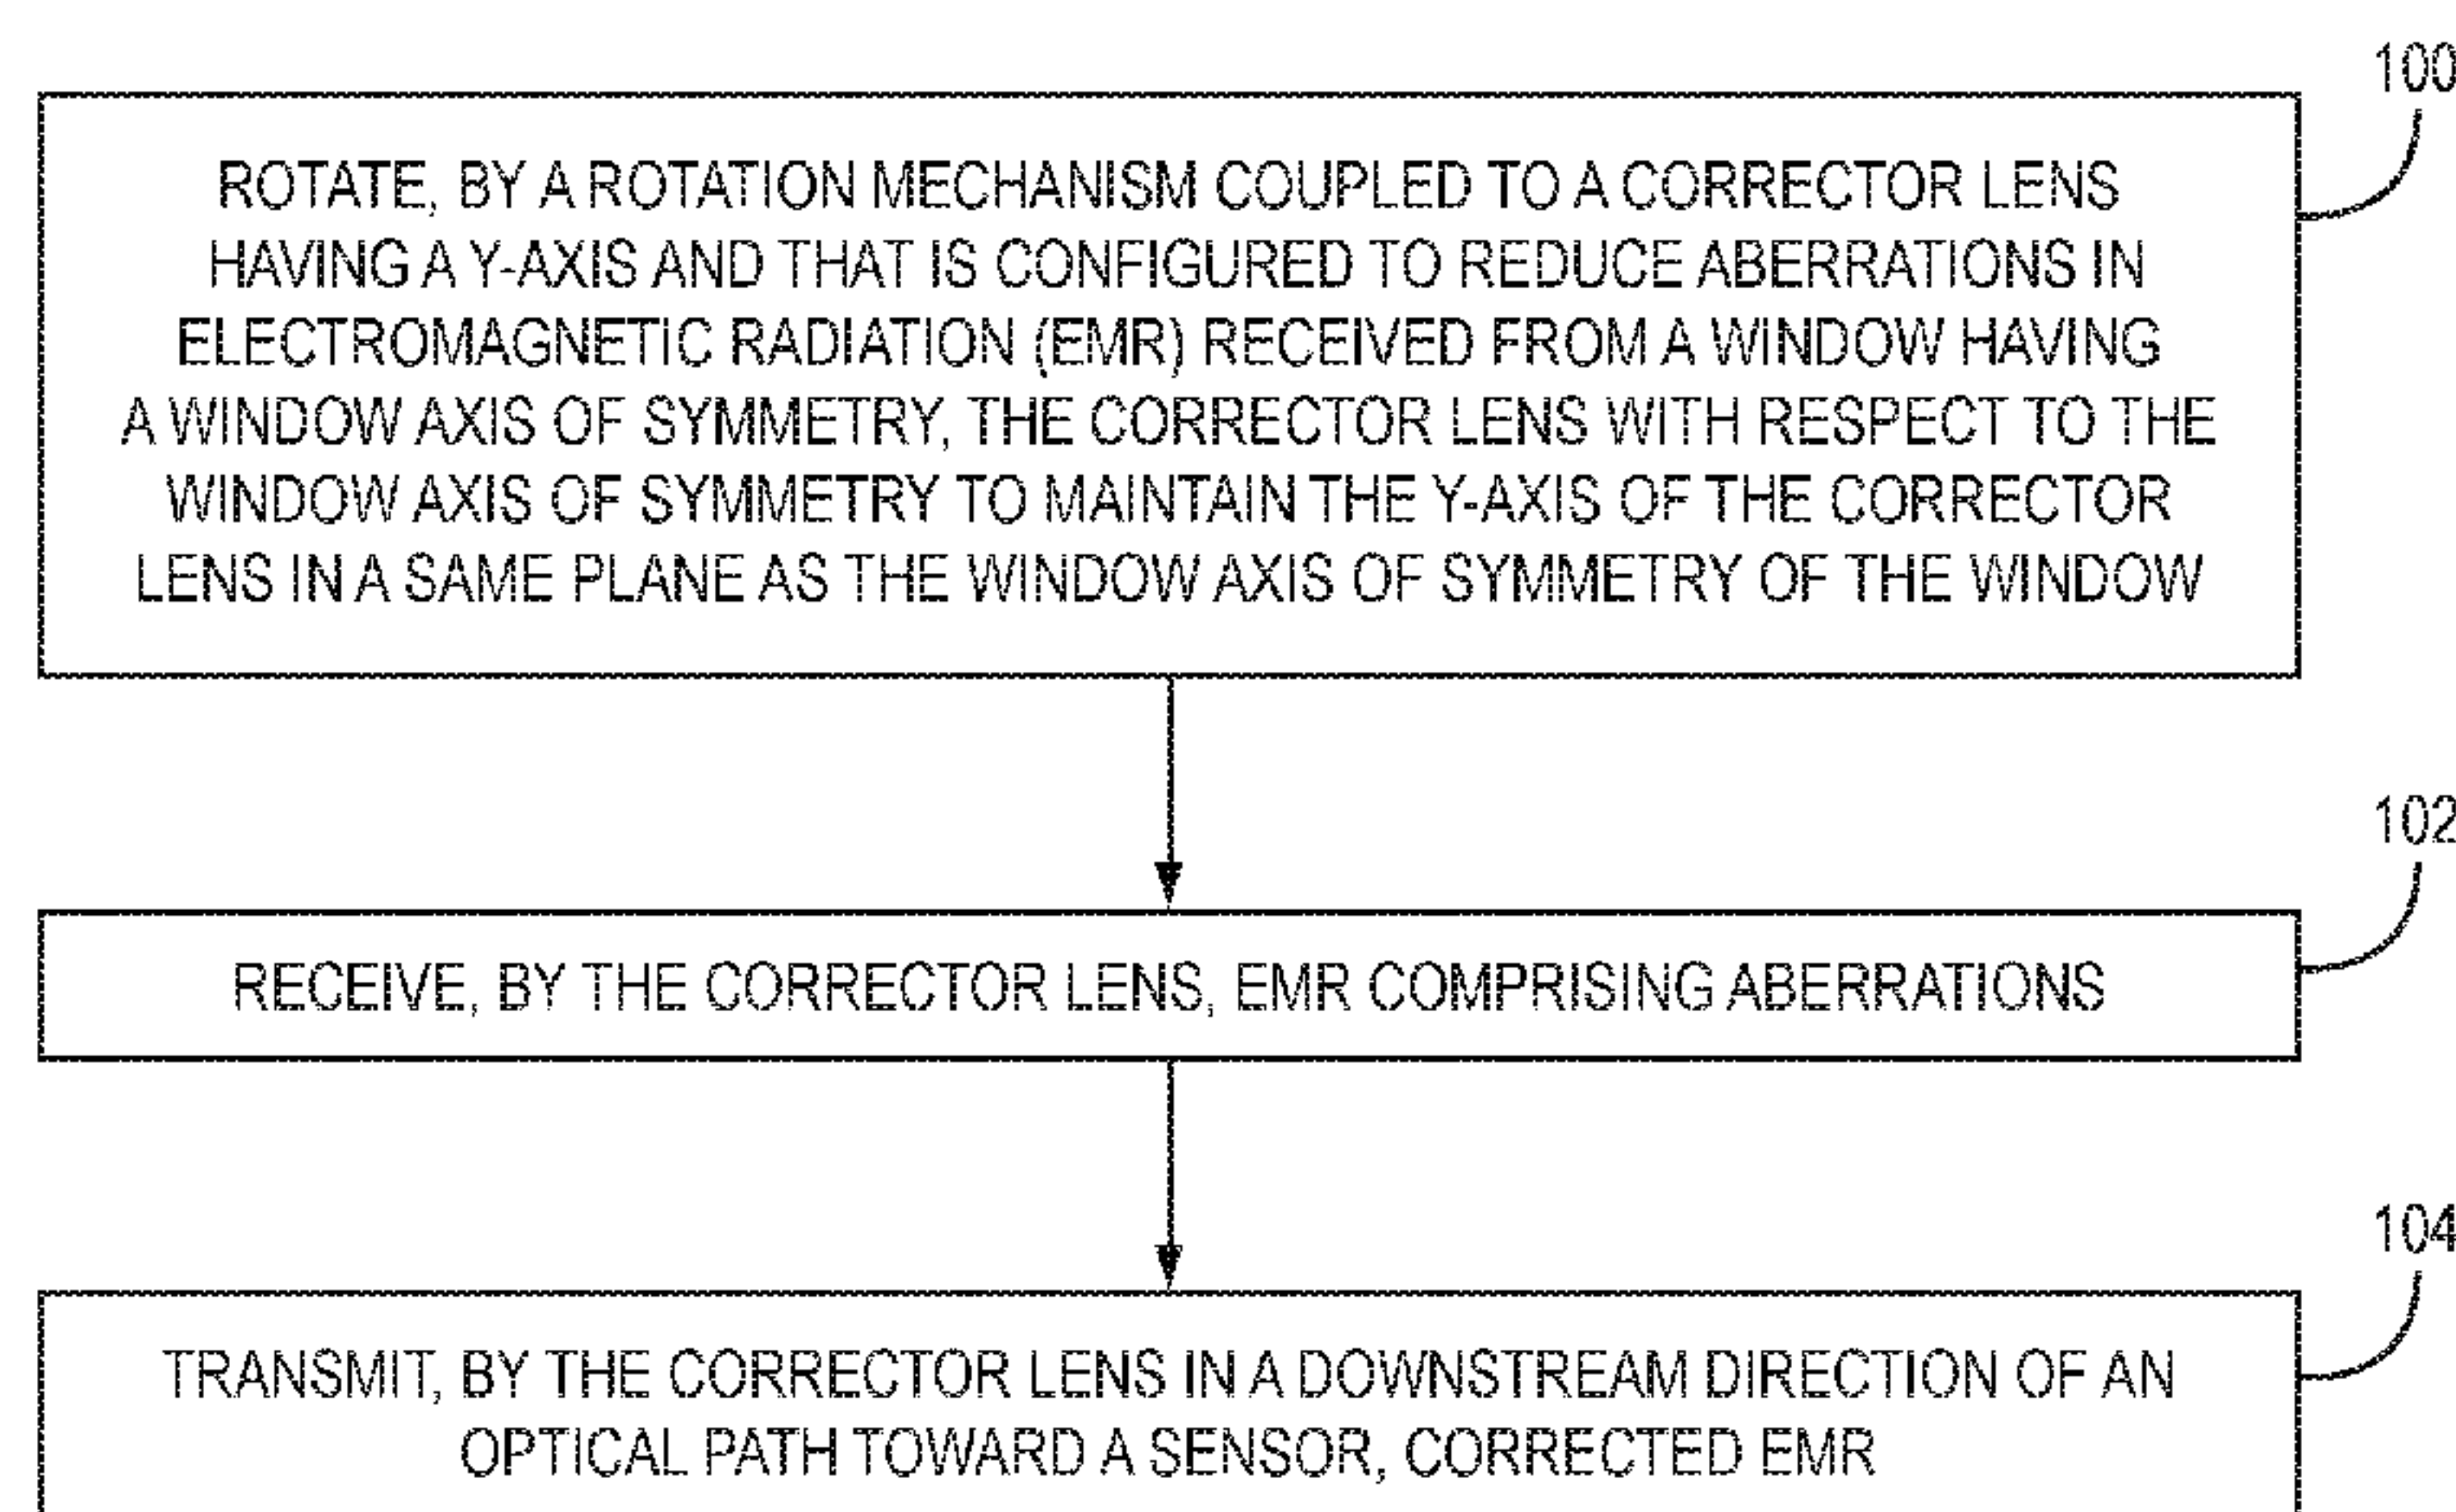 100
ROTATE, BY A ROTATION MECHANISM COUPLED TO A CORRECTOR LENS
HAVING A Y-AXIS AND THAT IS CONFIGURED TO REDUCE ABERRATIONS IN
ELECTROMAGNETIC RADIATION (EMR) RECEIVED FROM A WINDOW HAVING
A WINDOW AXIS OF SYMMETRY, THE CORRECTOR LENS WITH RESPECT TO THE
WINDOW AXIS OF SYMMETRY TO MAINTAIN THE Y-AXIS OF THE CORRECTOR
LENS IN A SAME PLANE AS THE WINDOW AXIS OF SYMMETRY OF THE WINDOW
102
RECEIVE, BY THE CORRECTOR LENS, EMR COMPRISING ABERRATIONS
104
TRANSMIT, BY THE CORRECTOR LENS IN A DOWNSTREAM DIRECTION OF AN
OPTICAL PATH TOWARD A SENSOR, CORRECTED EMR